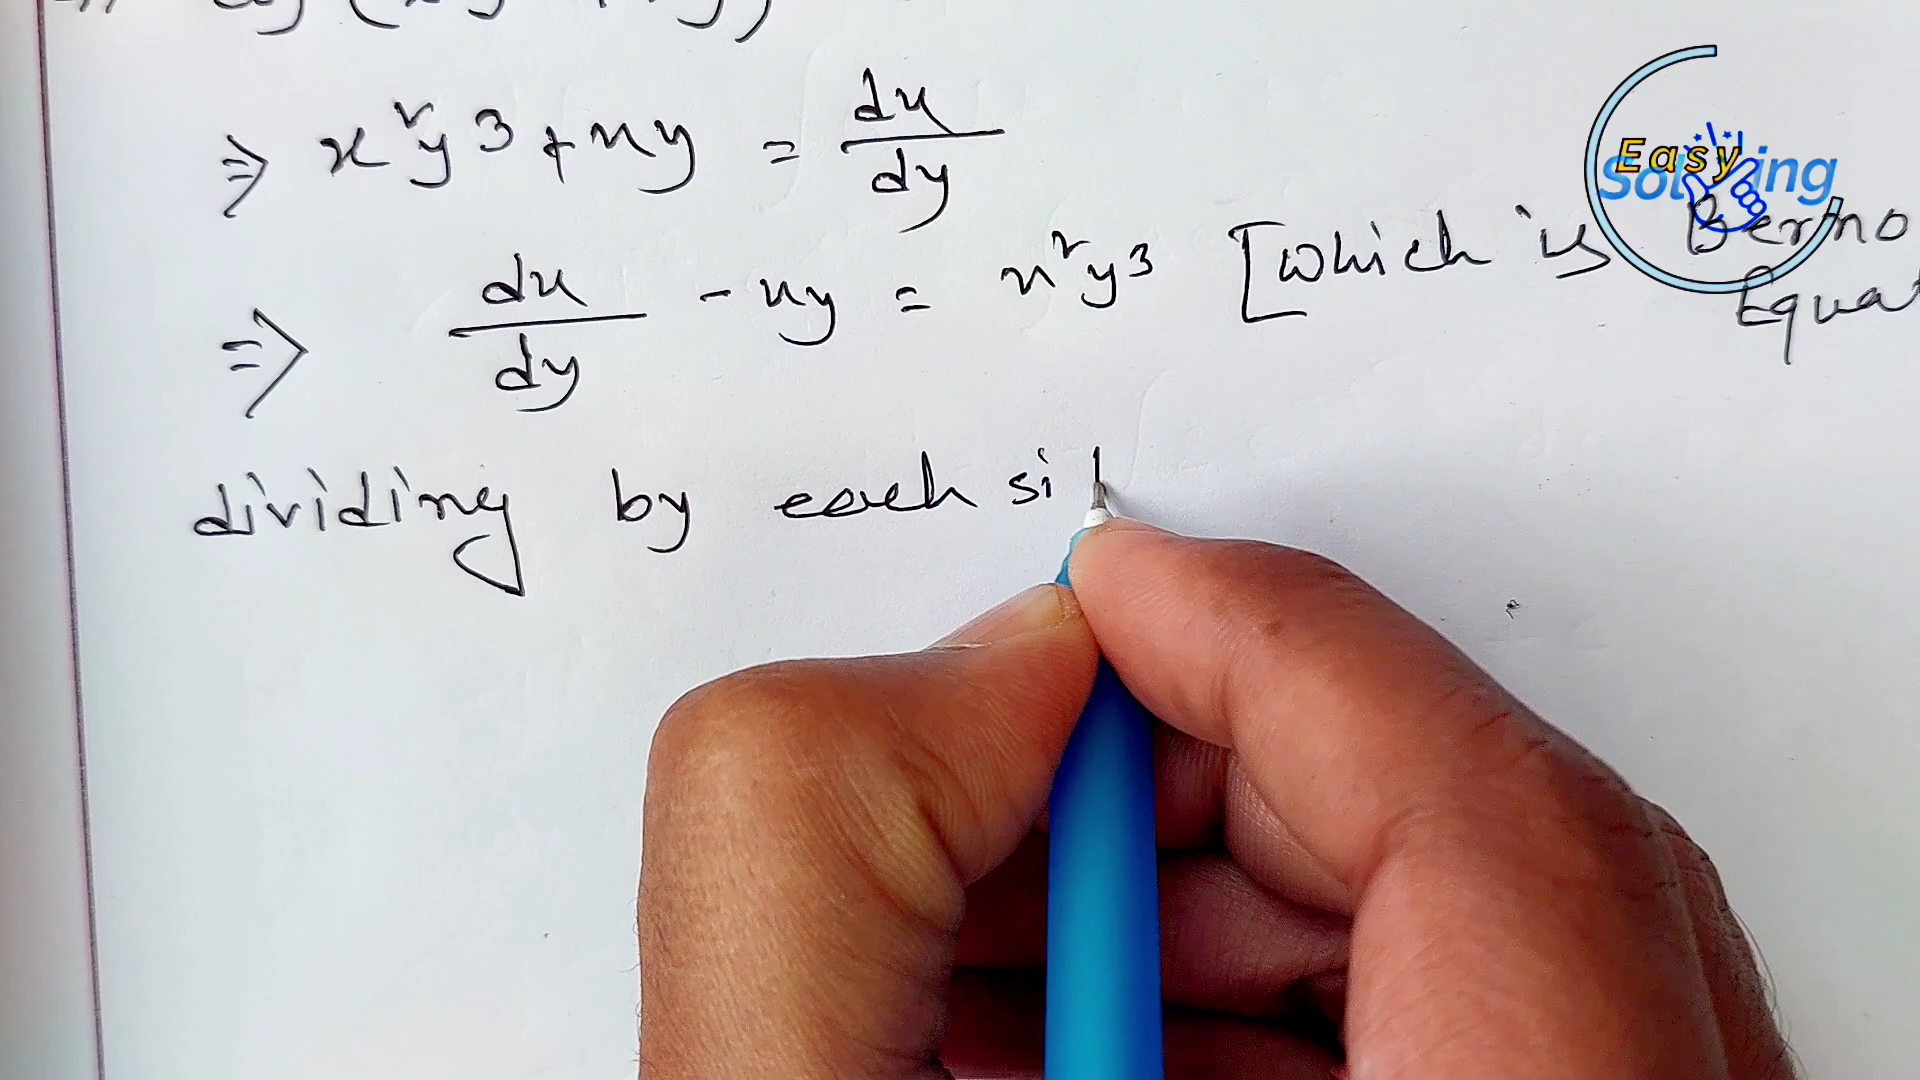 ⇒ x²y3 + xy = dx/dy
⇒ dx/dy - xy = x²y3 [which is Berno
Equat
dividing by each si
Easy
Solving